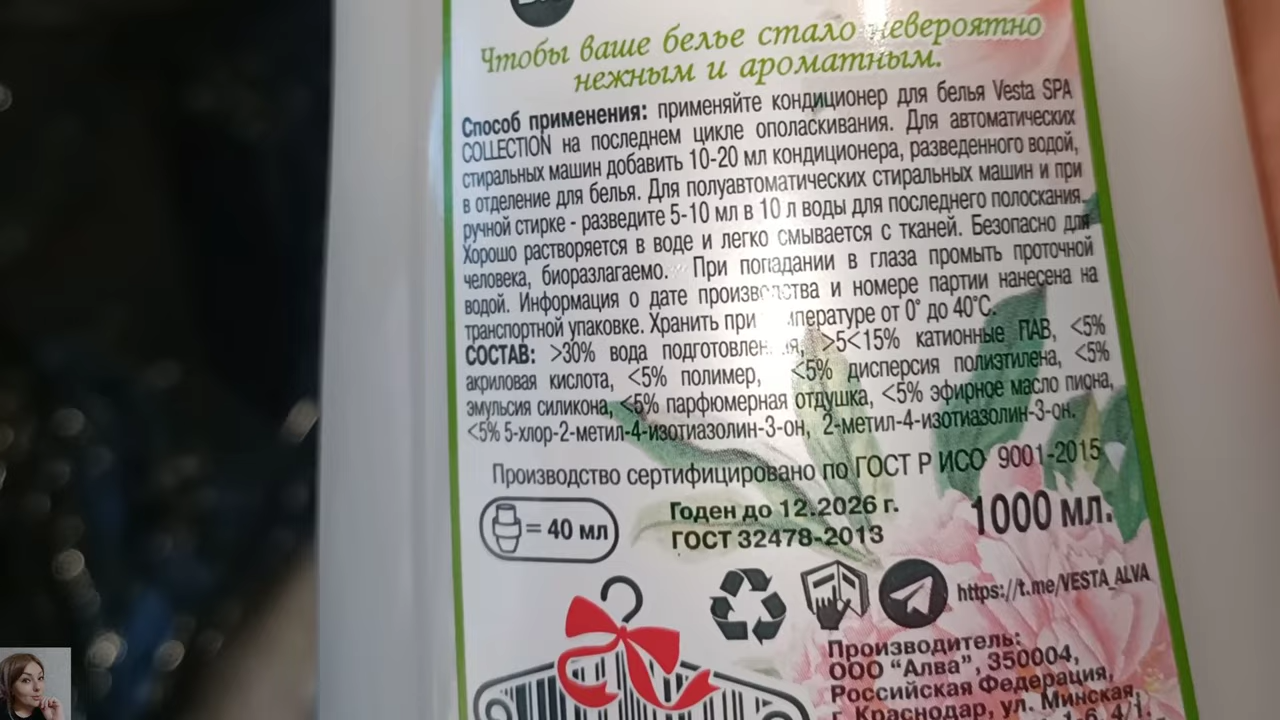 Чтобы ваше белье стало невероятно
нежным и ароматным.
Способ применения: применяйте кондиционер для белья Vesta SPA
COLLECTION на последнем цикле ополаскивания. Для автоматических
стиральных машин добавить 10-20 мл кондиционера, разведенного водой,
в отделение для белья. Для полуавтоматических стиральных машин и при
ручной стирке - разведите 5-10 мл в 10 л воды для последнего полоскания.
Хорошо растворяется в воде и легко смывается с тканей. Безопасно для
человека, биоразлагаемо. При попадании в глаза промыть проточной
водой. Информация о дате производства и номере партии нанесена на
транспортной упаковке. Хранить при температуре от 0° до 40°С.
СОСТАВ: >30% вода подготовленная, >5<15% катионные ПАВ, <5%
акриловая кислота, <5% полимер, <5% дисперсия полиэтилена, <5%
эмульсия силикона, <5% парфюмерная отдушка, <5% эфирное масло пиона,
<5% 5-хлор-2-метил-4-изотиазолин-3-он, 2-метил-4-изотиазолин-3-он.
Производство сертифицировано по ГОСТ Р ИСО 9001-2015
= 40 мл
Годен до 12.2026 г.
ГОСТ 32478-2013
1000 мл.
https://t.me/VESTA_ALVA
Производитель:
ООО "Алва", 350004,
Российская Федерация,
г. Краснодар, ул. Минская,